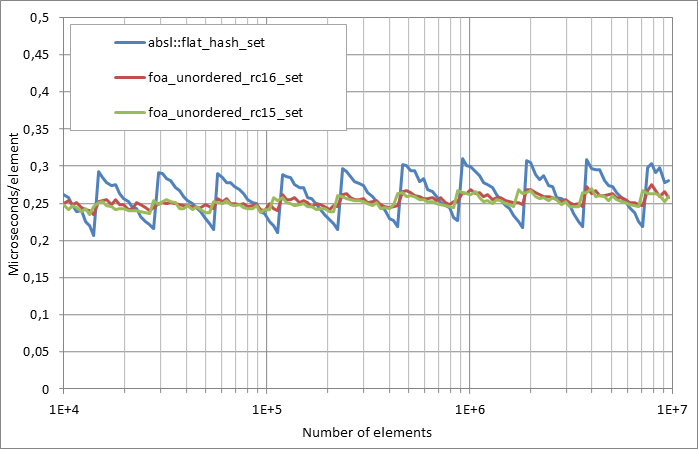 0,5
0,45
0,4
0,35
0,3
0,25
0,2
0,15
0,1
0,05
0
Microseconds/element
absl::flat_hash_set
foa_unordered_rc16_set
foa_unordered_rc15_set
1E+4 1E+5 1E+6 1E+7
Number of elements